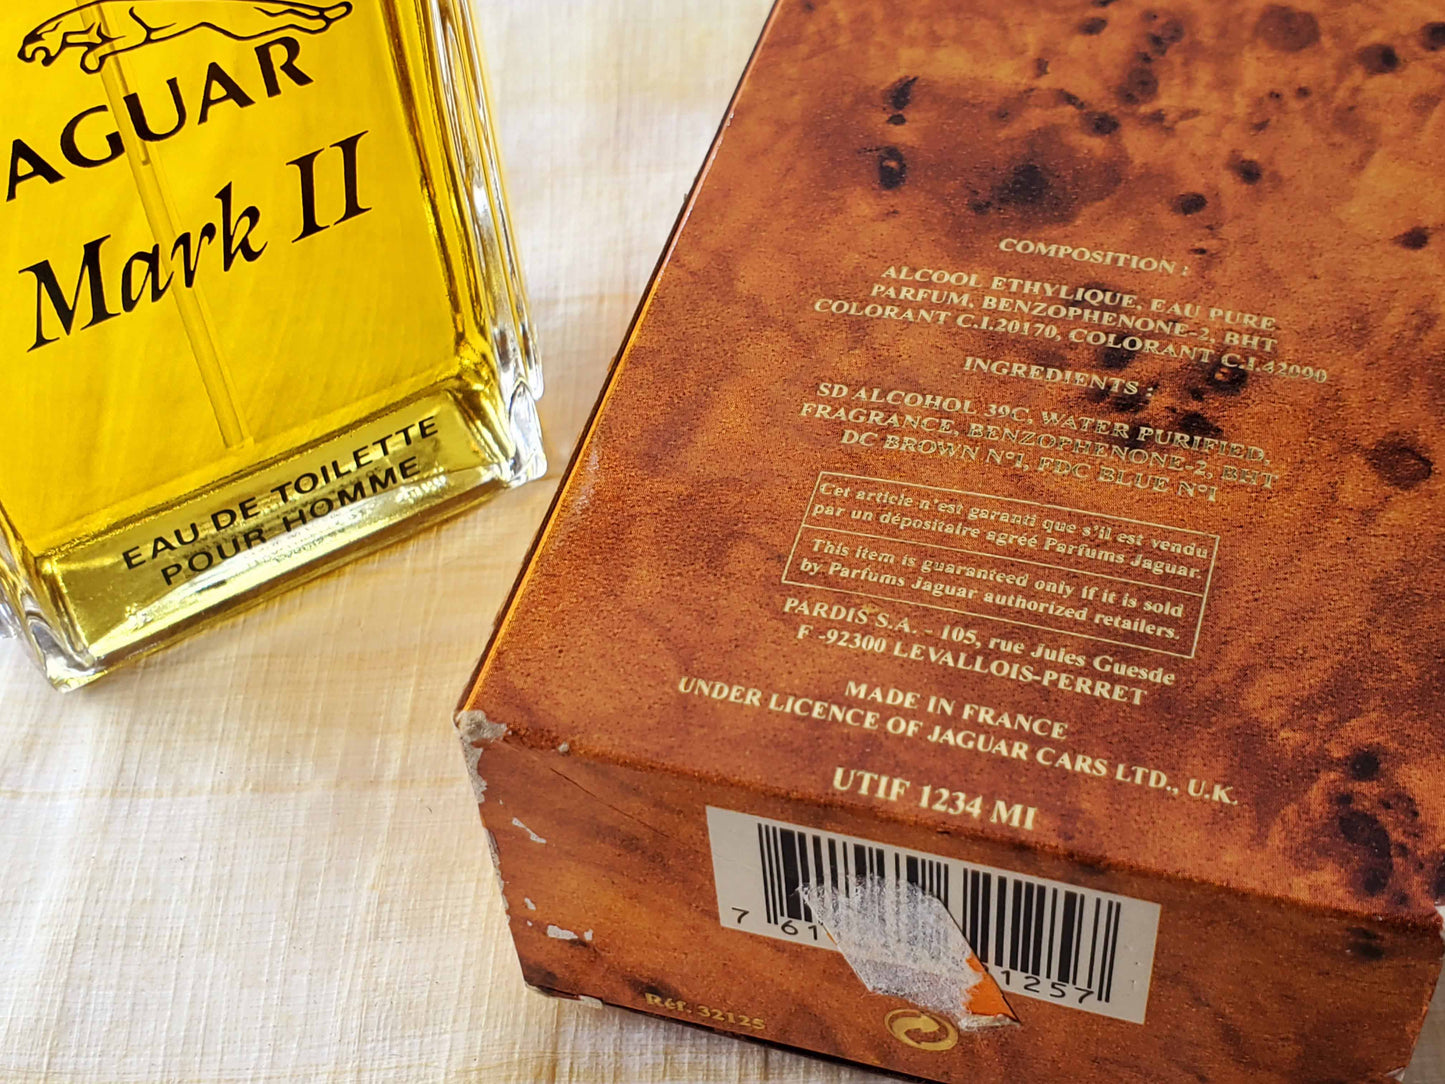 JAGUAR
Mark II
EAU DE TOILETTE
POUR HOMME
COMPOSITION :
ALCOOL ETHYLIQUE, EAU PURE
PARFUM, BENZOPHENONE-2, BHT
COLORANT C.I.20170, COLORANT C.I.42090
INGREDIENTS :
SD ALCOHOL 39C, WATER PURIFIED,
FRAGRANCE, BENZOPHENONE-2, BHT
DC BROWN N°1, FDC BLUE N°1
Cet article n'est garanti que s'il est vendu
par un dépositaire agréé Parfums Jaguar.
This item is guaranteed only if it is sold
by Parfums Jaguar authorized retailers.
PARDIS S.A. - 105, rue Jules Guesde
F -92300 LEVALLOIS-PERRET
MADE IN FRANCE
UNDER LICENCE OF JAGUAR CARS LTD., U.K.
UTIF 1234 MI
7 61 1257
Réf. 32125